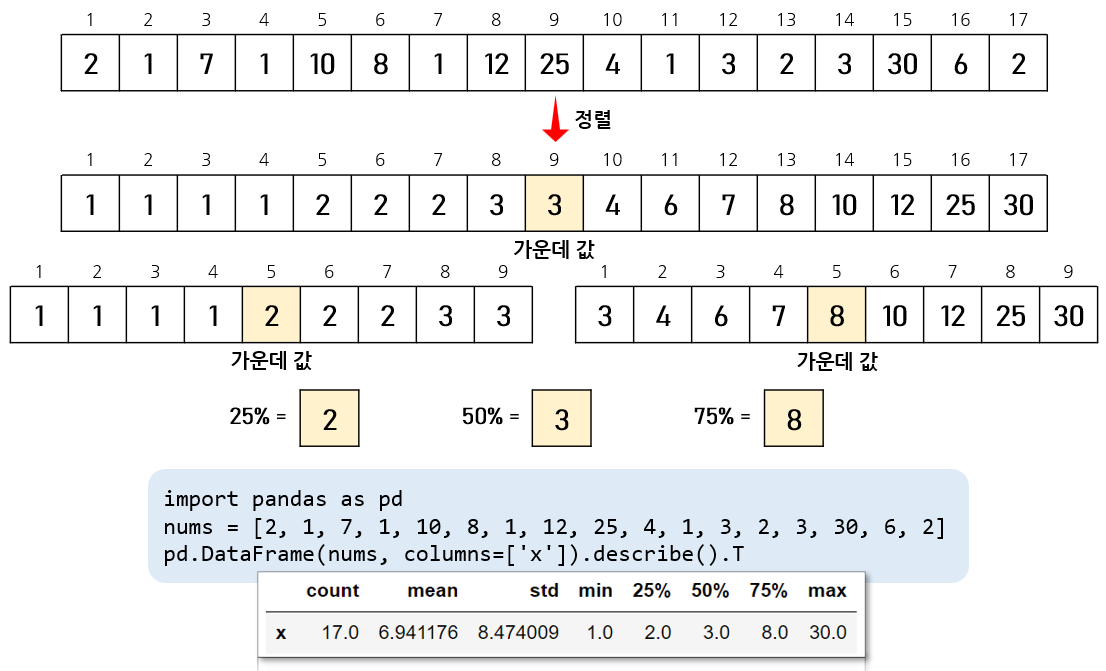 1 2 3 4 5 6 7 8 9 10 11 12 13 14 15 16 17
2 1 7 1 10 8 1 12 25 4 1 3 2 3 30 6 2
정렬
1 2 3 4 5 6 7 8 9 10 11 12 13 14 15 16 17
1 1 1 1 2 2 2 3 3 4 6 7 8 10 12 25 30
가운데 값
1 2 3 4 5 6 7 8 9
1 1 1 1 2 2 2 3 3
가운데 값
1 2 3 4 5 6 7 8 9
3 4 6 7 8 10 12 25 30
가운데 값
25% = 2
50% = 3
75% = 8
import pandas as pd
nums = [2, 1, 7, 1, 10, 8, 1, 12, 25, 4, 1, 3, 2, 3, 30, 6, 2]
pd.DataFrame(nums, columns=['x']).describe().T
count mean std min 25% 50% 75% max
x 17.0 6.941176 8.474009 1.0 2.0 3.0 8.0 30.0